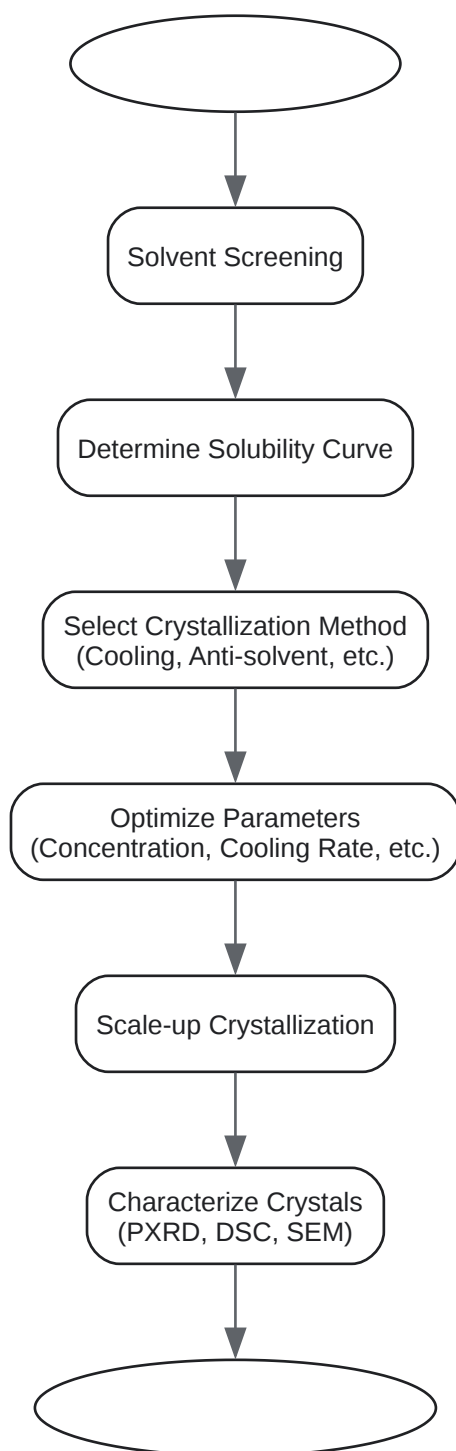 Solvent Screening
Determine Solubility Curve
Select Crystallization Method
(Cooling, Anti-solvent, etc.)
Optimize Parameters
(Concentration, Cooling Rate, etc.)
Scale-up Crystallization
Characterize Crystals
(PXRD, DSC, SEM)